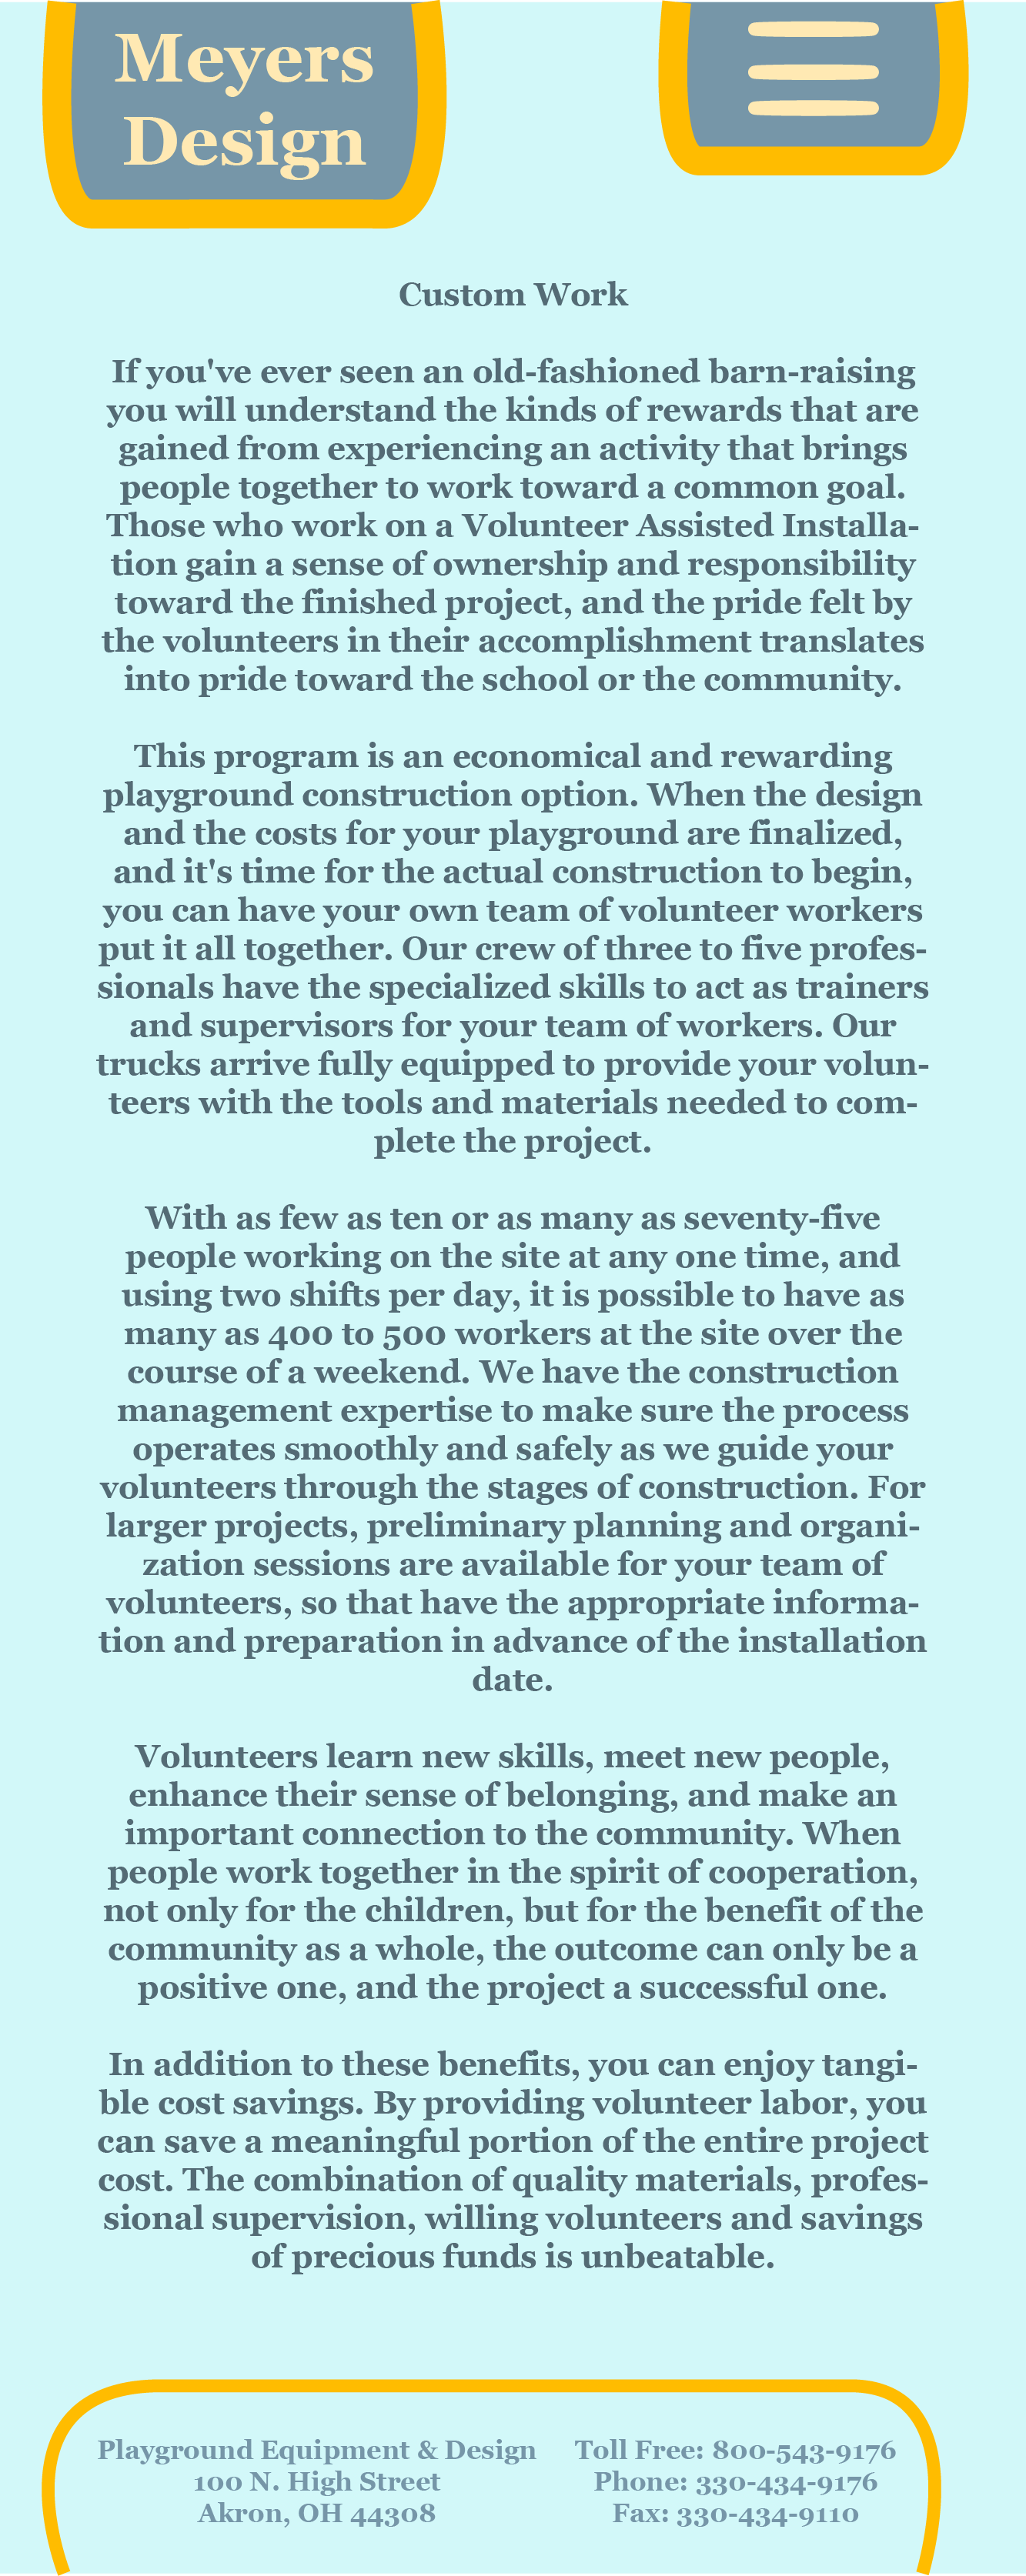 Meyers
Design
Custom Work
If you've ever seen an old-fashioned barn-raising
you will understand the kinds of rewards that are
gained from experiencing an activity that brings
people together to work toward a common goal.
Those who work on a Volunteer Assisted Installa-
tion gain a sense of ownership and responsibility
toward the finished project, and the pride felt by
the volunteers in their accomplishment translates
into pride toward the school or the community.
This program is an economical and rewarding
playground construction option. When the design
and the costs for your playground are finalized,
and it's time for the actual construction to begin,
you can have your own team of volunteer workers
put it all together. Our crew of three to five profes-
sionals have the specialized skills to act as trainers
and supervisors for your team of workers. Our
trucks arrive fully equipped to provide your volun-
teers with the tools and materials needed to com-
plete the project.
With as few as ten or as many as seventy-five
people working on the site at any one time, and
using two shifts per day, it is possible to have as
many as 400 to 500 workers at the site over the
course of a weekend. We have the construction
management expertise to make sure the process
operates smoothly and safely as we guide your
volunteers through the stages of construction. For
larger projects, preliminary planning and organi-
zation sessions are available for your team of
volunteers, so that have the appropriate informa-
tion and preparation in advance of the installation
date.
Volunteers learn new skills, meet new people,
enhance their sense of belonging, and make an
important connection to the community. When
people work together in the spirit of cooperation,
not only for the children, but for the benefit of the
community as a whole, the outcome can only be a
positive one, and the project a successful one.
In addition to these benefits, you can enjoy tangi-
ble cost savings. By providing volunteer labor, you
can save a meaningful portion of the entire project
cost. The combination of quality materials, profes-
sional supervision, willing volunteers and savings
of precious funds is unbeatable.
Playground Equipment & Design
100 N. High Street
Akron, OH 44308
Toll Free: 800-543-9176
Phone: 330-434-9176
Fax: 330-434-9110